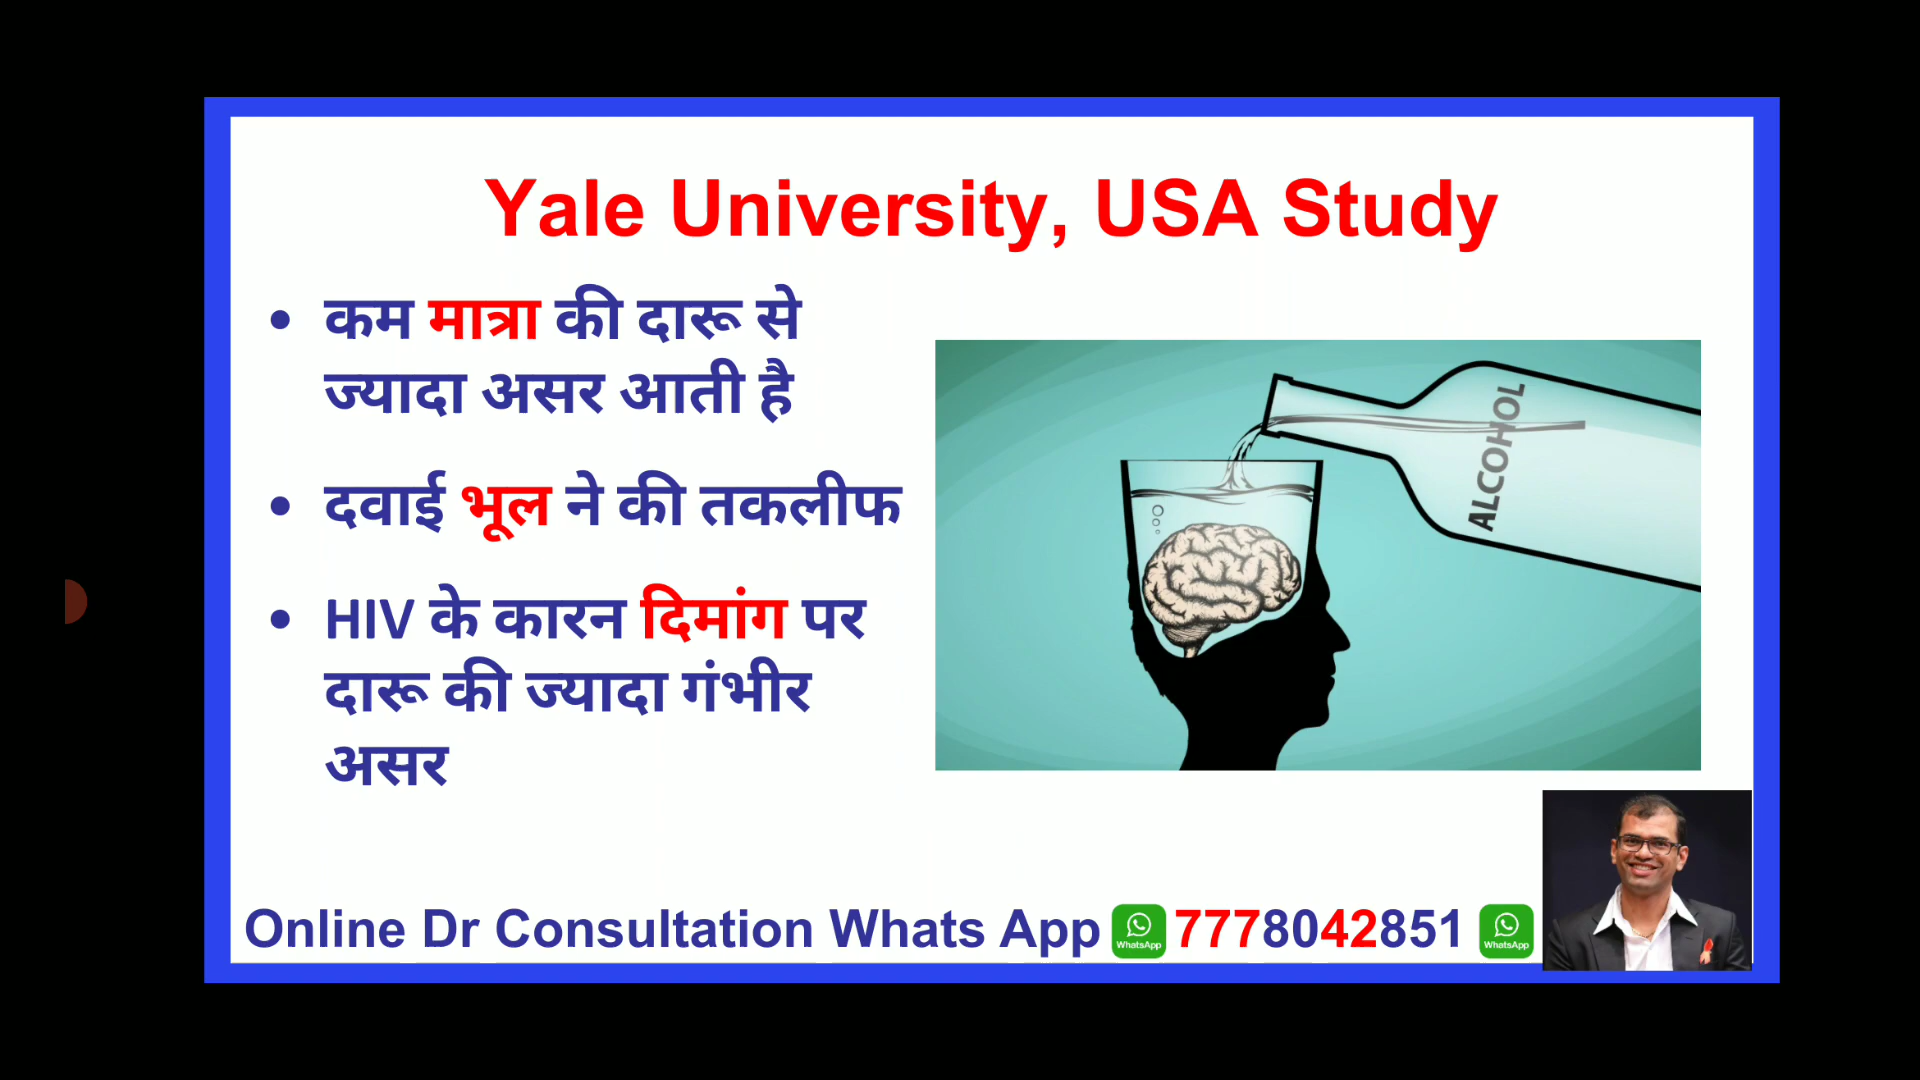 Yale University, USA Study
• कम मात्रा की दारू से
ज्यादा असर आती है
• दवाई भूल ने की तकलीफ
• HIV के कारन दिमांग पर
दारू की ज्यादा गंभीर
असर
ALCOHOL
Online Dr Consultation Whats App WhatsApp 7778042851 WhatsApp